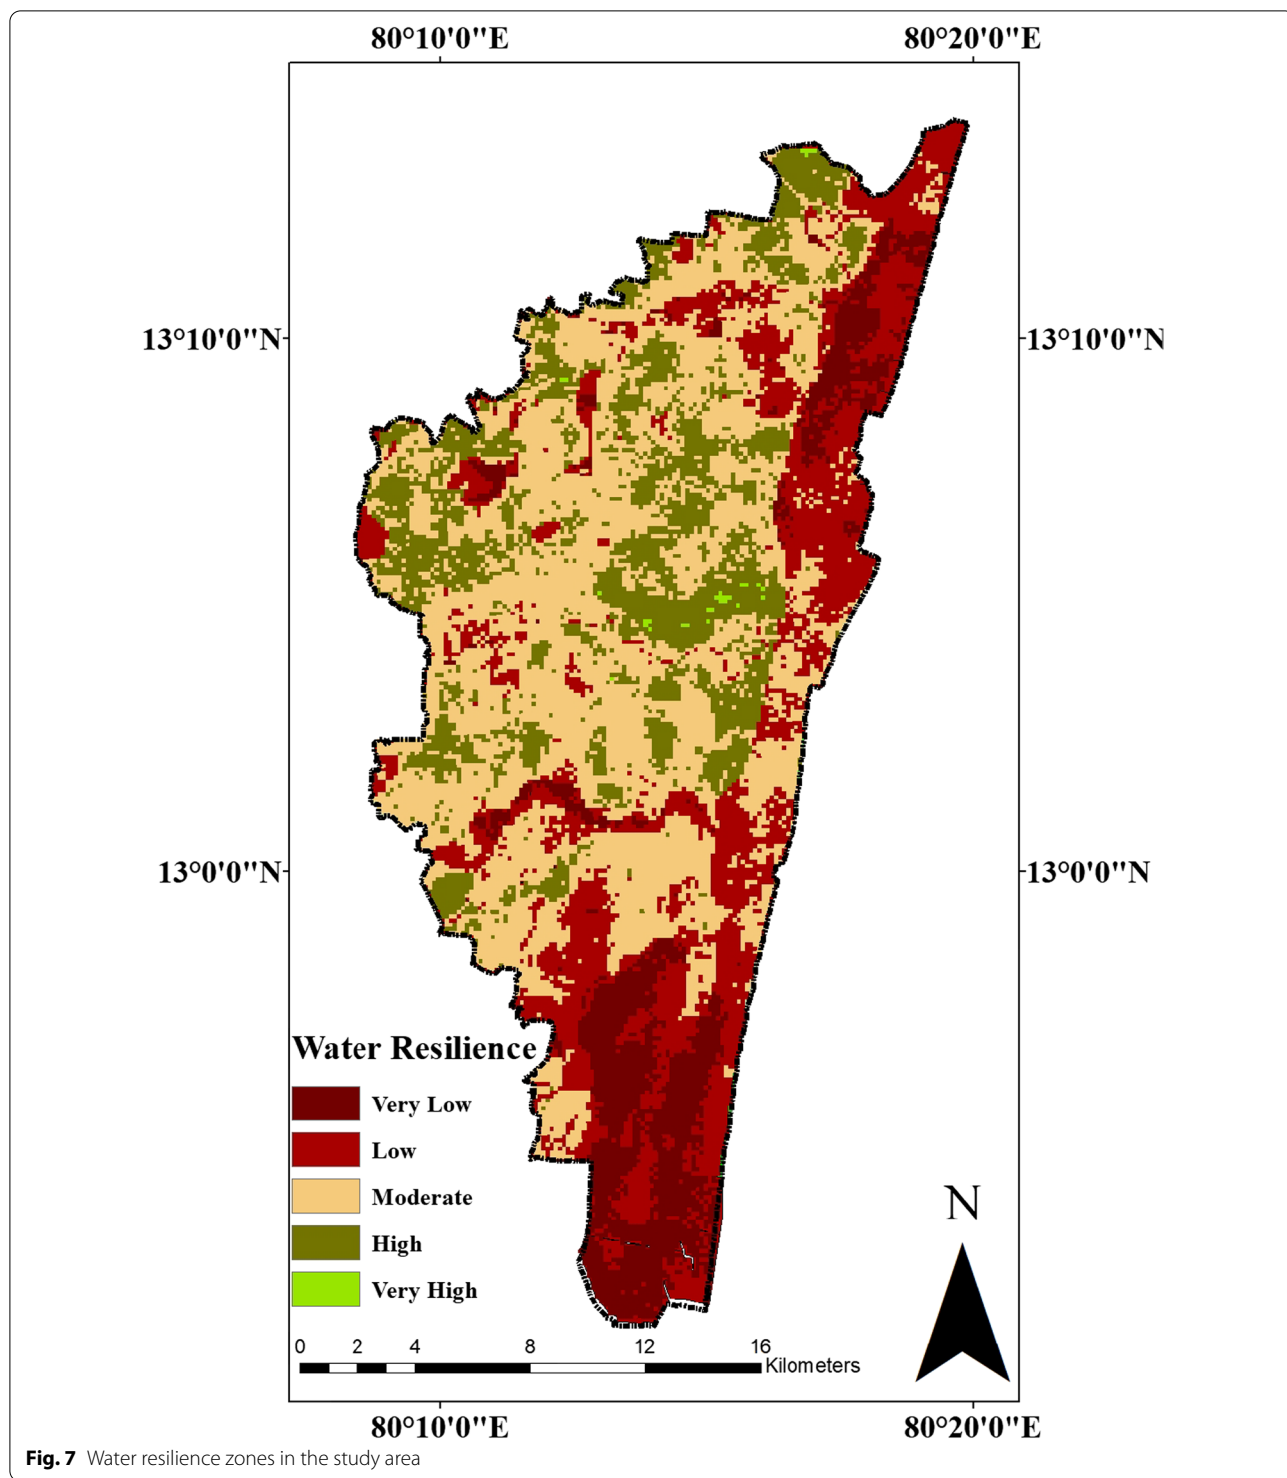 80°10'0"E 80°20'0"E
13°10'0"N 13°10'0"N
13°0'0"N 13°0'0"N
Water Resilience
Very Low
Low
Moderate
High
Very High
N
0 2 4 8 12 16
Kilometers
80°10'0"E 80°20'0"E
Fig. 7 Water resilience zones in the study area